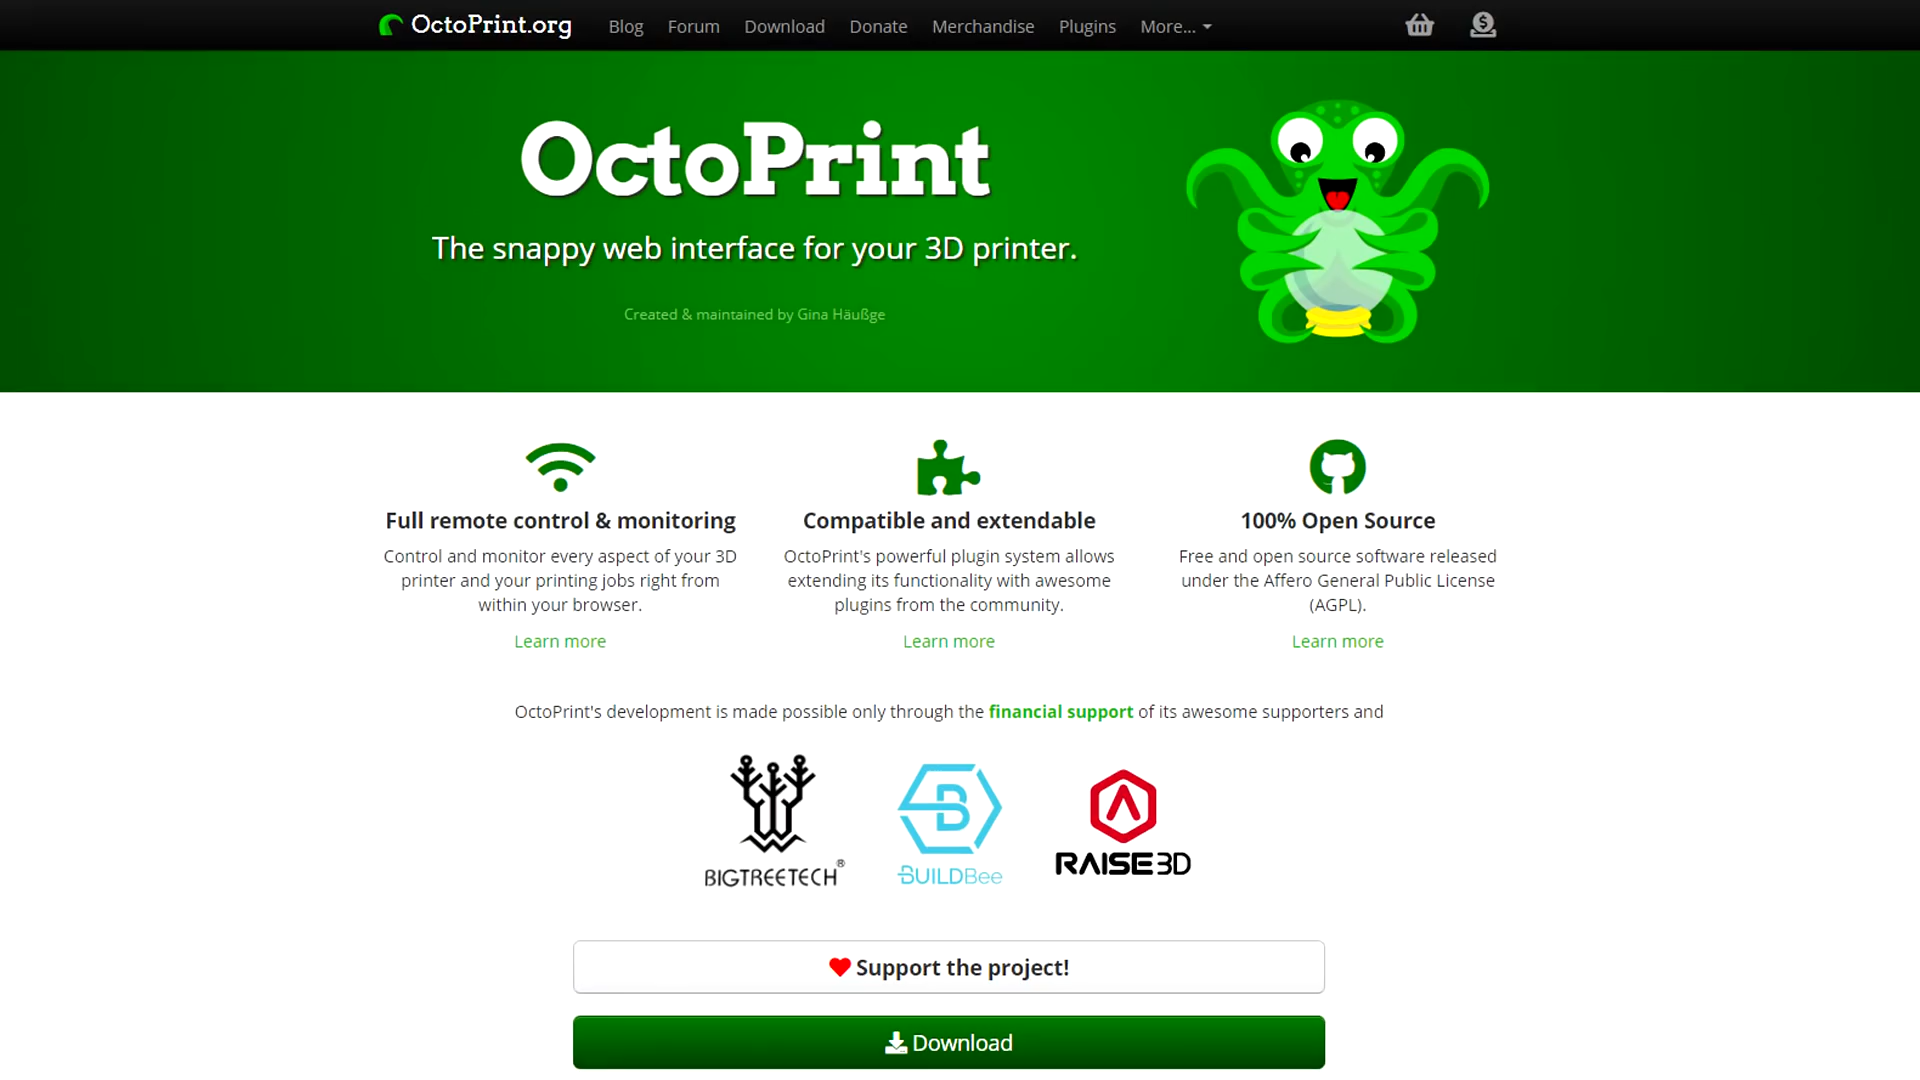 OctoPrint.org Blog Forum Download Donate Merchandise Plugins More...
OctoPrint
The snappy web interface for your 3D printer.
Created & maintained by Gina Häußge
Full remote control & monitoring
Control and monitor every aspect of your 3D
printer and your printing jobs right from
within your browser.
Learn more
Compatible and extendable
OctoPrint's powerful plugin system allows
extending its functionality with awesome
plugins from the community.
Learn more
100% Open Source
Free and open source software released
under the Affero General Public License
(AGPL).
Learn more
OctoPrint's development is made possible only through the financial support of its awesome supporters and
BIGTREETECH®
B
BUILDBee
RAISE3D
Support the project!
Download